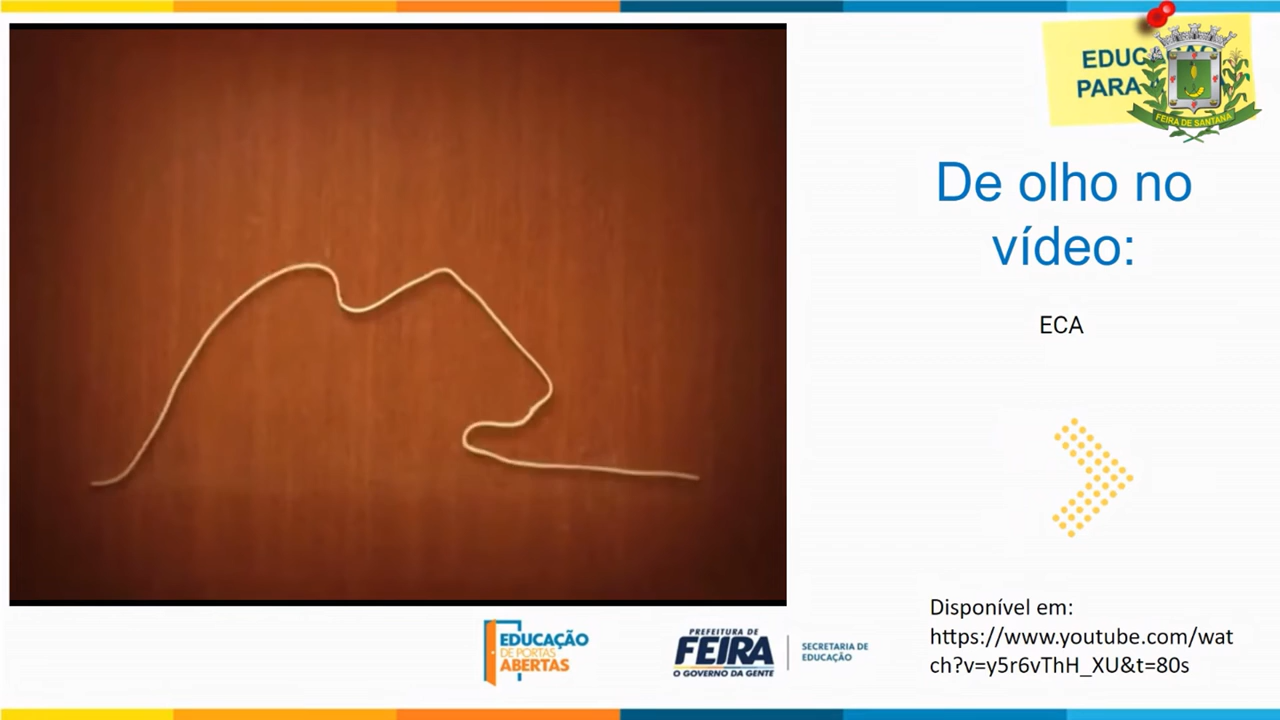 EDUC
PARA
FEIRA DE SANTANA
De olho no
vídeo:
ECA
Disponível em:
https://www.youtube.com/wat
ch?v=y5r6vThH_XU&t=80s
EDUCAÇÃO
DE PORTAS
ABERTAS
PREFEITURA DE
FEIRA
O GOVERNO DA GENTE
SECRETARIA DE
EDUCAÇÃO